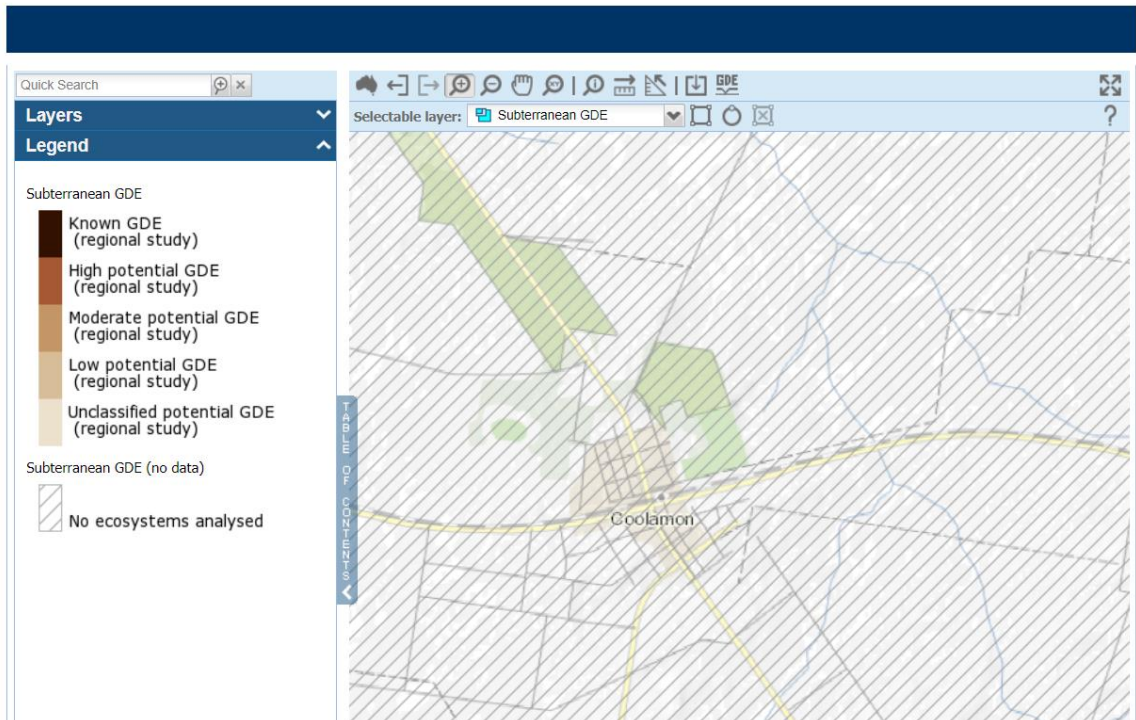 Quick Search
Layers
Legend
Subterranean GDE
Known GDE
(regional study)
High potential GDE
(regional study)
Moderate potential GDE
(regional study)
Low potential GDE
(regional study)
Unclassified potential GDE
(regional study)
Subterranean GDE (no data)
No ecosystems analysed
TABLE OF CONTENTS
XY
GDE
Selectable layer: Subterranean GDE
?
Coolamon